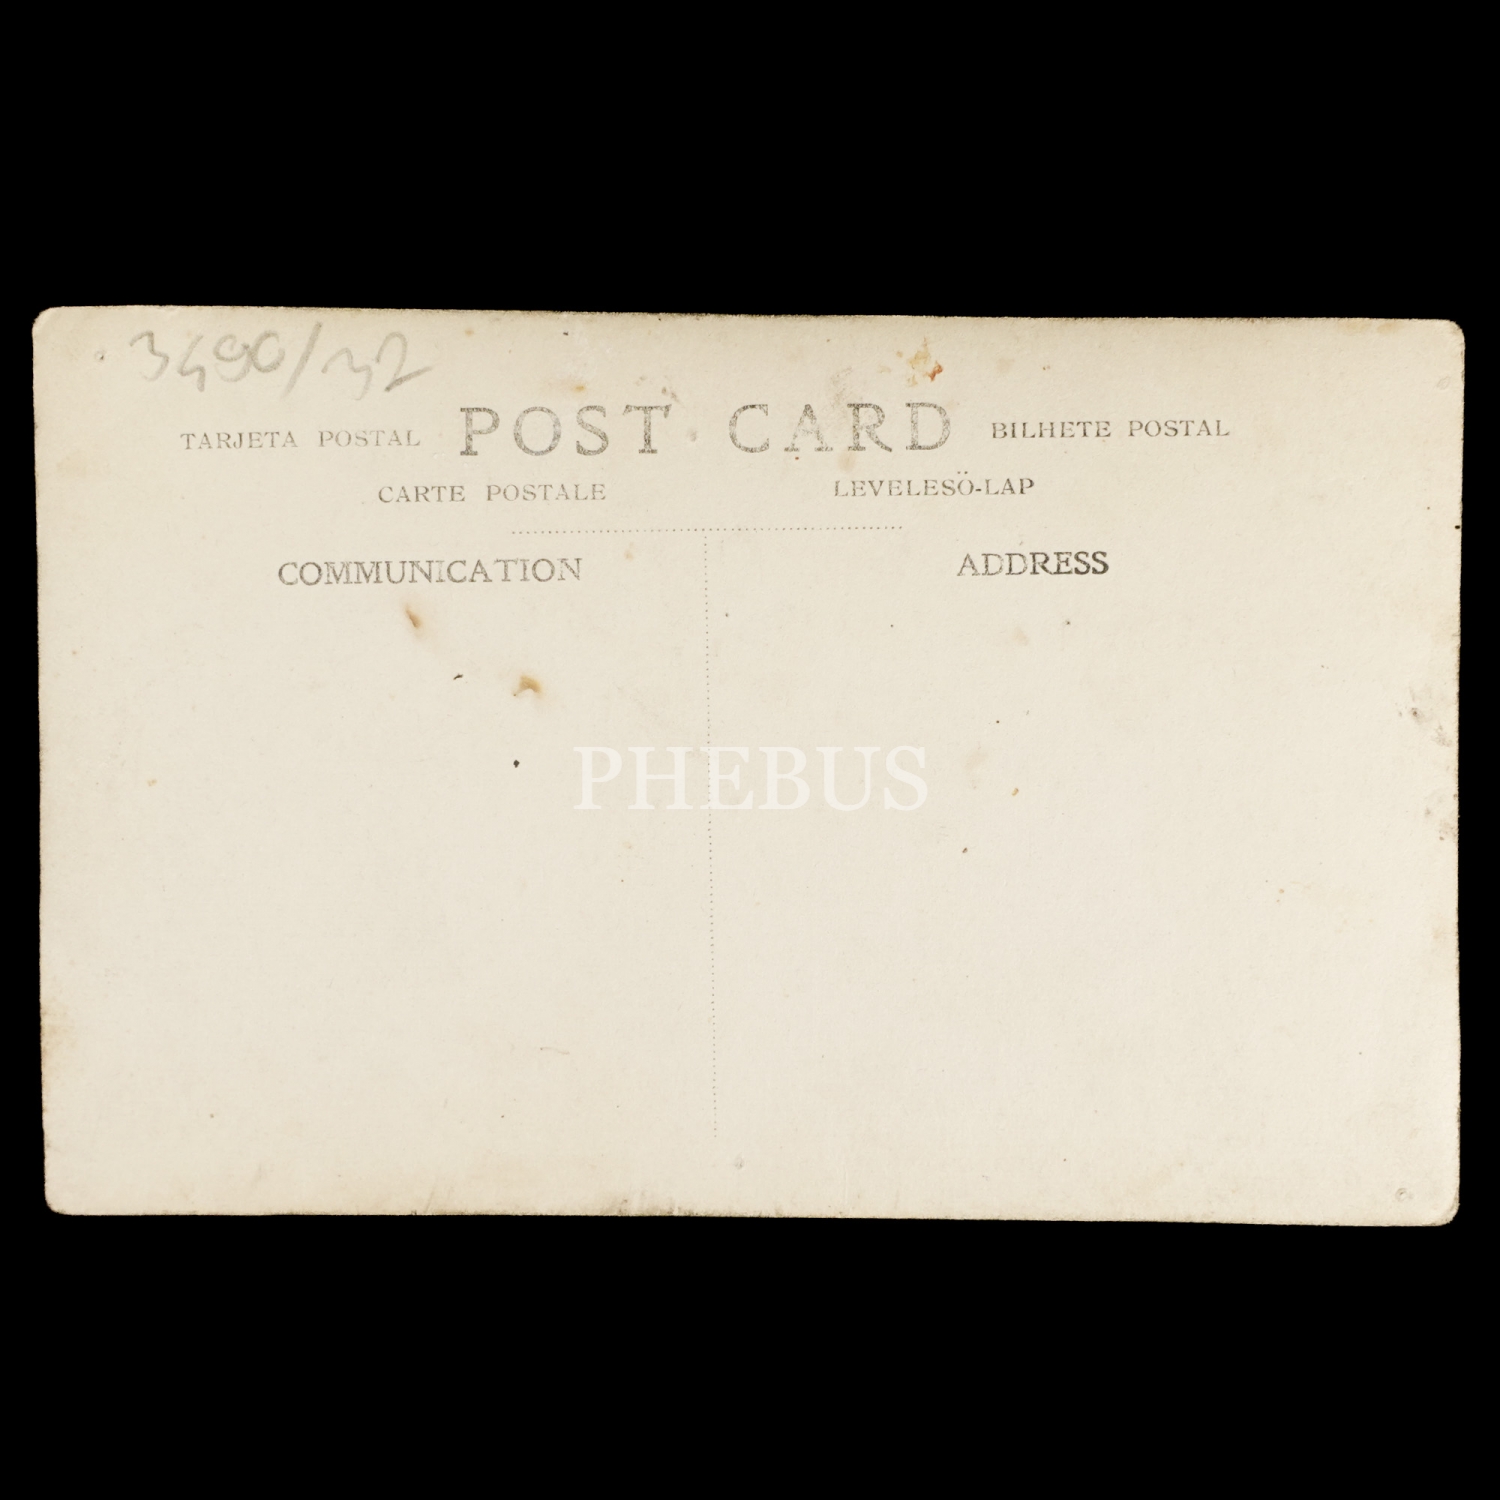 3490/32
TARJETA POSTAL POST CARD BILHETE POSTAL
CARTE POSTALE LEVELESÖ-LAP
COMMUNICATION ADDRESS
PHEBUS